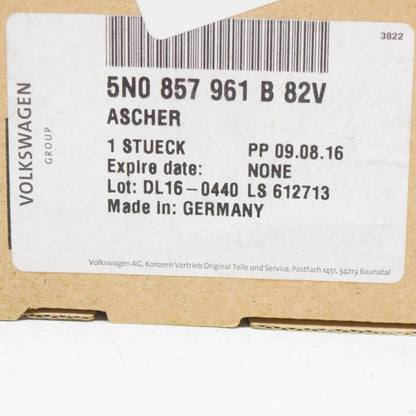 3822
VOLKSWAGEN
GROUP
5N0 857 961 B 82V
ASCHER
1 STUECK PP 09.08.16
Expire date: NONE
Lot: DL16-0440 LS 612713
Made in: GERMANY
Volkswagen AG, Konzern Vertrieb Original Teile und Service, Postfach 1451, 34219 Baunatal